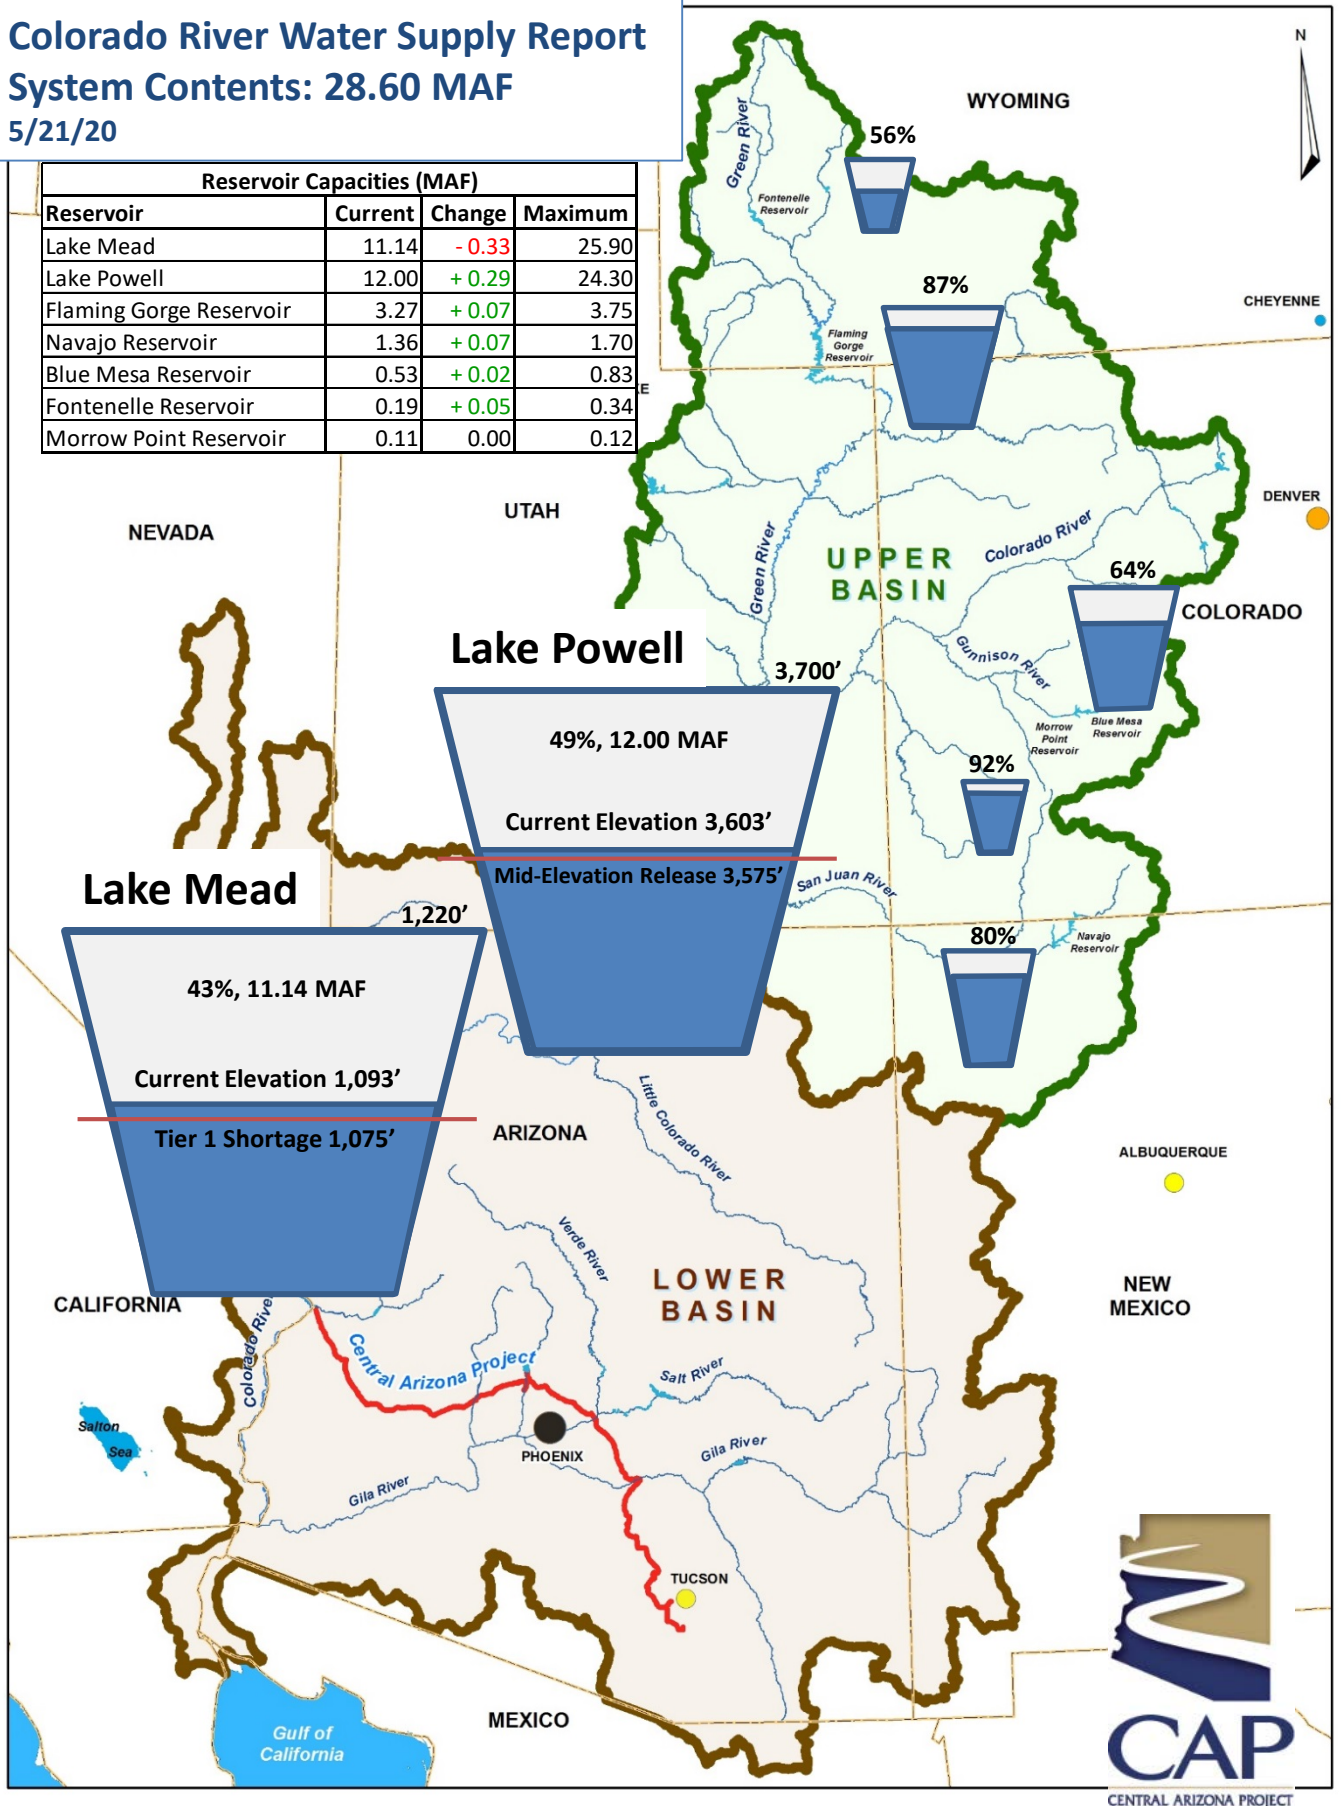 Colorado River Water Supply Report
System Contents: 28.60 MAF
5/21/20
Reservoir Capacities (MAF)
Reservoir Current Change Maximum
Lake Mead 11.14 - 0.33 25.90
Lake Powell 12.00 + 0.29 24.30
Flaming Gorge Reservoir 3.27 + 0.07 3.75
Navajo Reservoir 1.36 + 0.07 1.70
Blue Mesa Reservoir 0.53 + 0.02 0.83
Fontenelle Reservoir 0.19 + 0.05 0.34
Morrow Point Reservoir 0.11 0.00 0.12
N
WYOMING
56%
Green River
Fontenelle
Reservoir
87%
CHEYENNE
Flaming
Gorge
Reservoir
KE
DENVER
UTAH
NEVADA
Colorado River
Green River
UPPER
BASIN
64%
COLORADO
Gunnison River
Lake Powell
3,700’
49%, 12.00 MAF
Morrow
Point
Reservoir
Blue Mesa
Reservoir
92%
Current Elevation 3,603’
Mid-Elevation Release 3,575’
San Juan River
Lake Mead
1,220’
80%
Navajo
Reservoir
43%, 11.14 MAF
Current Elevation 1,093’
Tier 1 Shortage 1,075’
Little Colorado River
ARIZONA
ALBUQUERQUE
Verde River
LOWER
BASIN
NEW
MEXICO
CALIFORNIA
Colorado River
Central Arizona Project
Salt River
Salton
Sea
PHOENIX
Gila River
Gila River
TUCSON
MEXICO
Gulf of
California
CAP
CENTRAL ARIZONA PROJECT